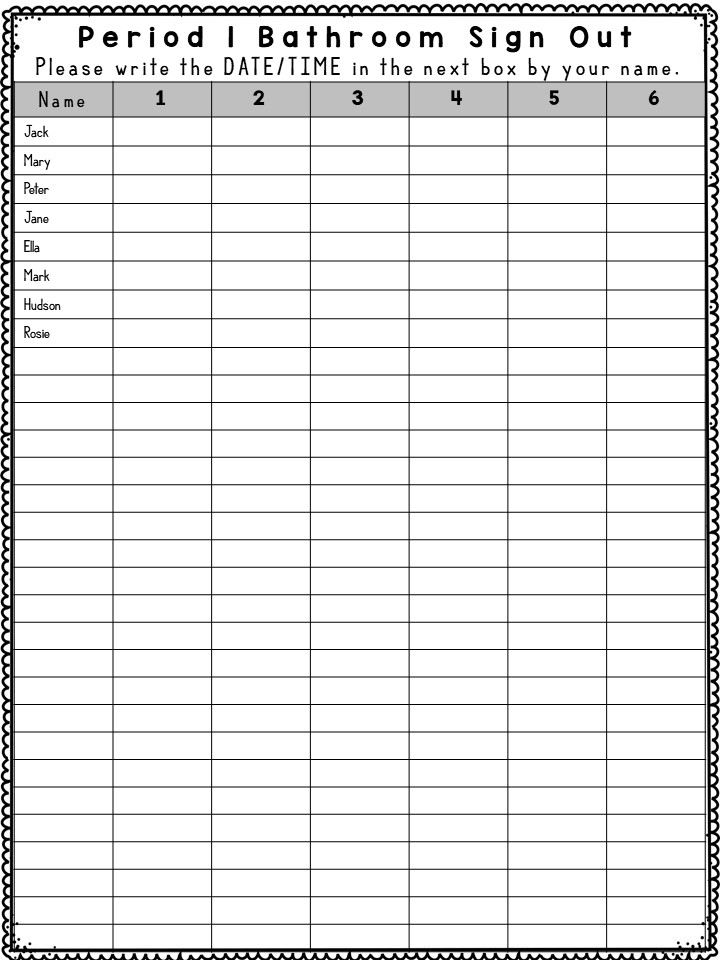 Period 1 Bathroom Sign Out
Please write the DATE/TIME in the next box by your name.
Name 1 2 3 4 5 6
Jack
Mary
Peter
Jane
Ella
Mark
Hudson
Rosie